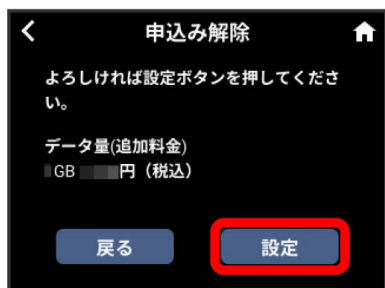 申込み解除
よろしければ設定ボタンを押してくださ
い。
データ量(追加料金)
GB 円（税込）
戻る
設定